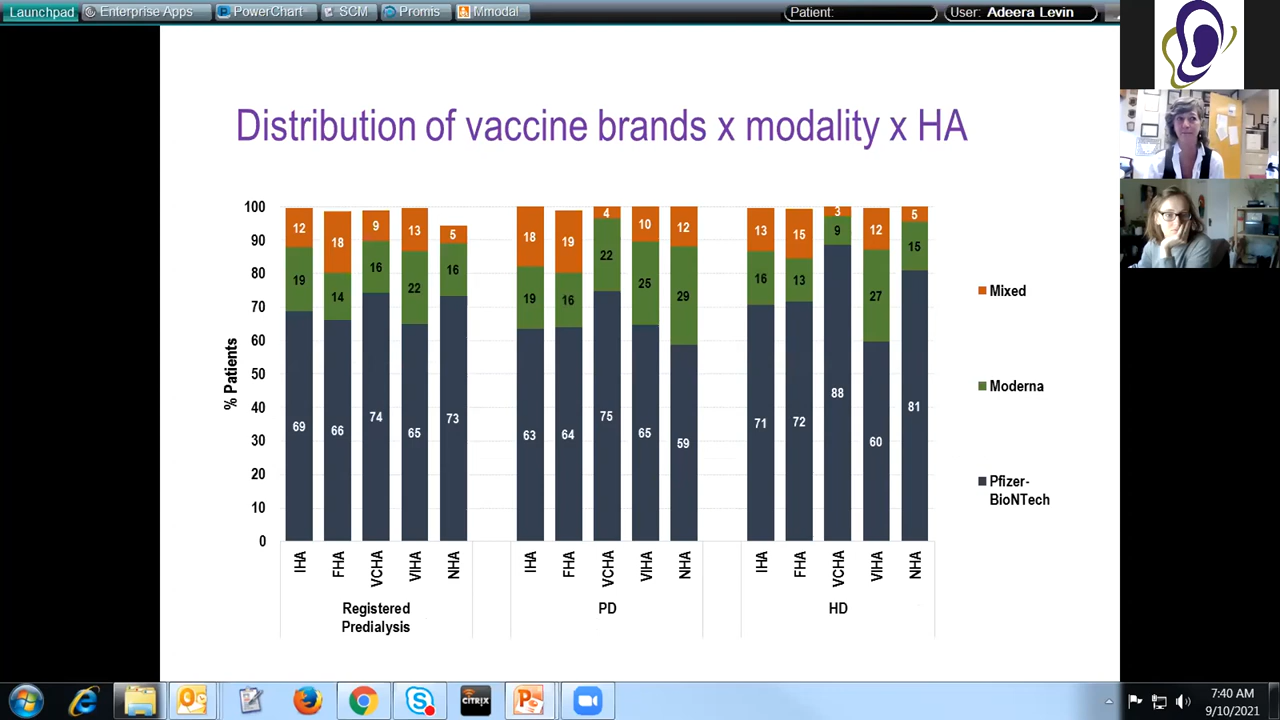 Launchpad Enterprise Apps PowerChart SCM Promis Mmodal Patient: User: Adeera Levin
Distribution of vaccine brands x modality x HA
% Patients
100
90
80
70
60
50
40
30
20
10
0
12 18 9 13 5
19 14 16 22 16
69 66 74 65 73
18 19 4 10 12
19 16 22 25 29
63 64 75 65 59
13 15 3 12 5
16 13 9 27 15
71 72 88 60 81
IHA FHA VCHA VIHA NHA
IHA FHA VCHA VIHA NHA
IHA FHA VCHA VIHA NHA
Registered
Predialysis
PD
HD
Mixed
Moderna
Pfizer-
BioNTech
CITRIX
7:40 AM
9/10/2021